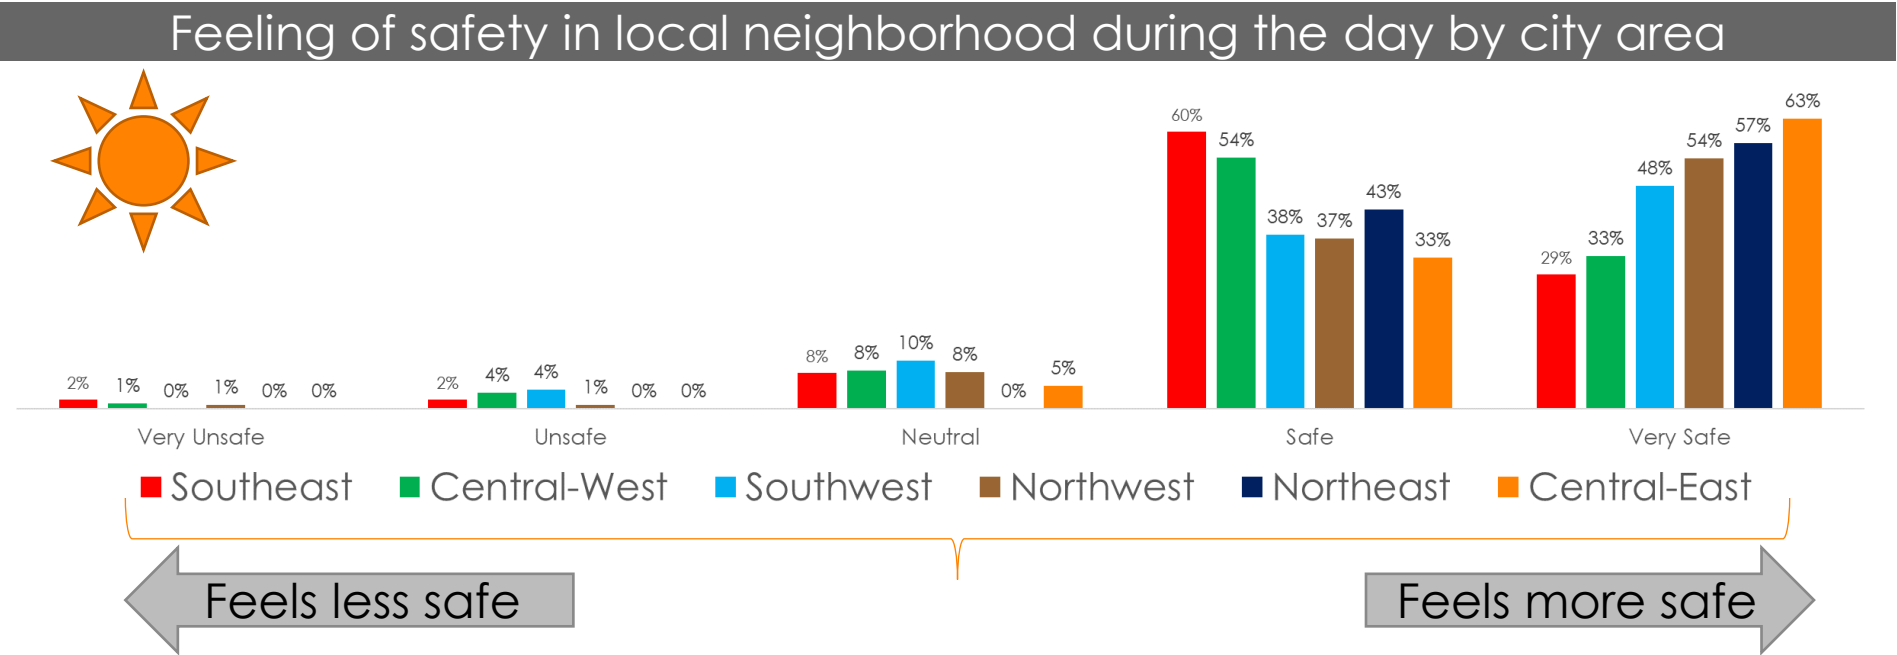 Feeling of safety in local neighborhood during the day by city area
2% 1% 0% 1% 0% 0%
2% 4% 4% 1% 0% 0%
8% 8% 10% 8% 0% 5%
60% 54% 38% 37% 43% 33%
29% 33% 48% 54% 57% 63%
Very Unsafe Unsafe Neutral Safe Very Safe
Southeast Central-West Southwest Northwest Northeast Central-East
Feels less safe Feels more safe